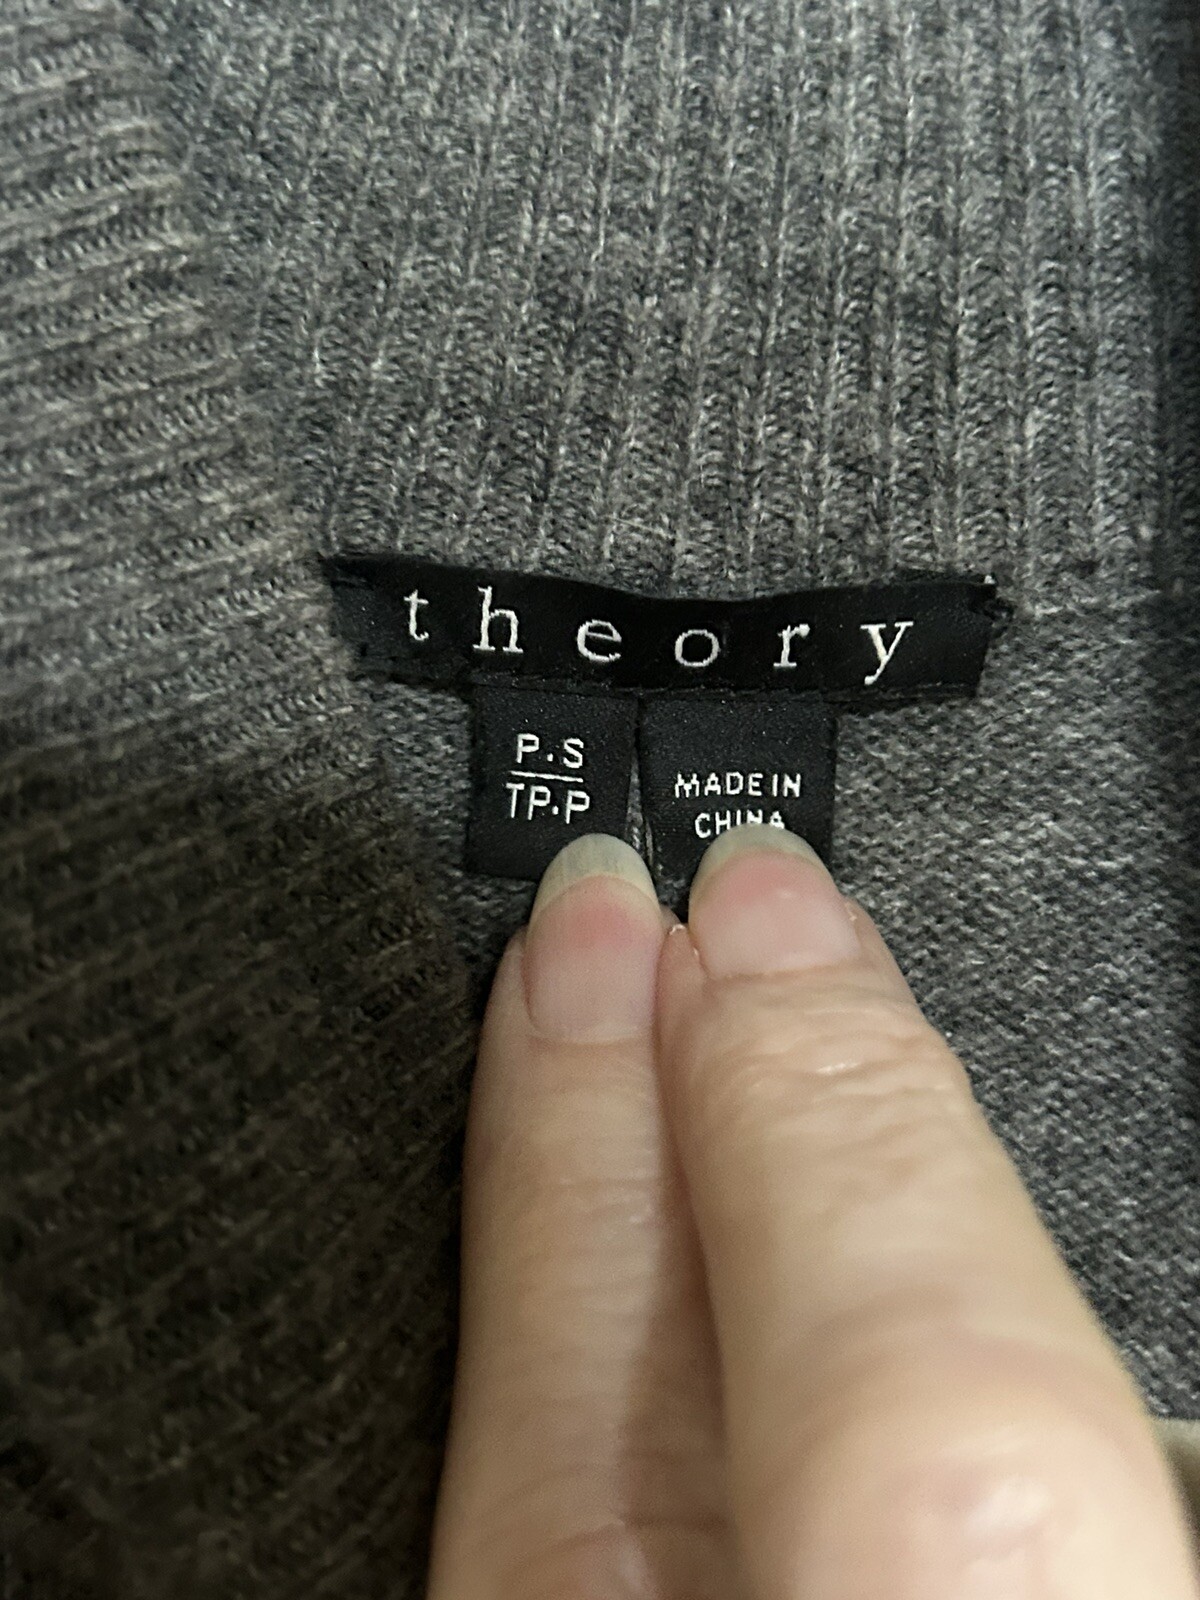 theory
P.S
TP.P
MADE IN
CHINA